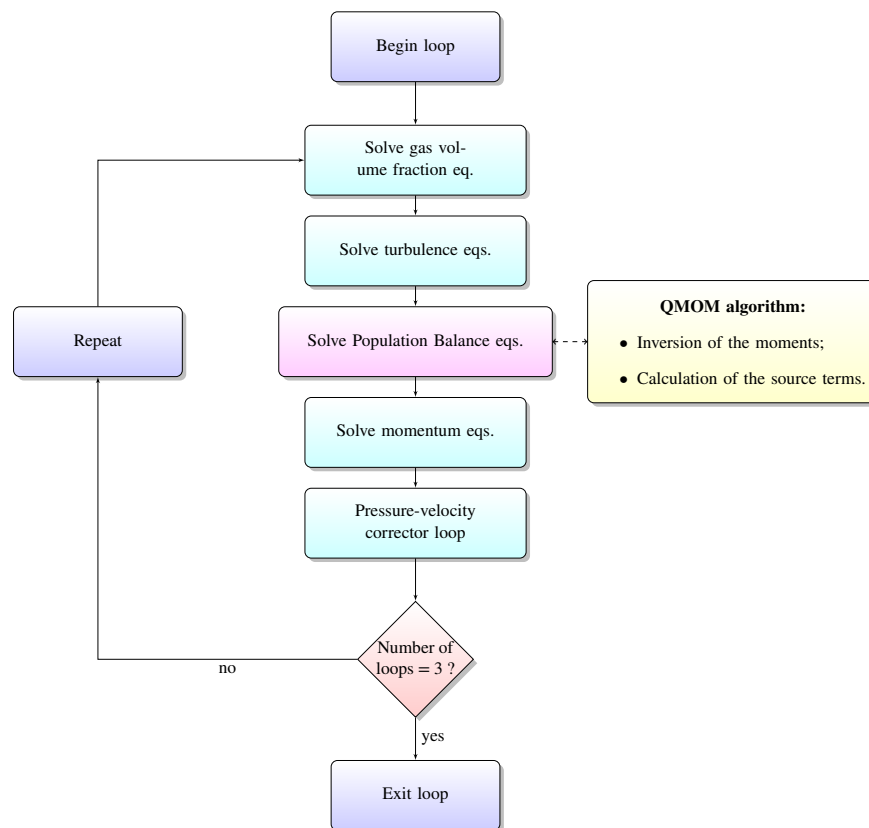 Begin loop
Solve gas vol-
ume fraction eq.
Solve turbulence eqs.
Repeat
Solve Population Balance eqs.
QMOM algorithm:
• Inversion of the moments;
• Calculation of the source terms.
Solve momentum eqs.
Pressure-velocity
corrector loop
Number of
loops = 3 ?
no
yes
Exit loop